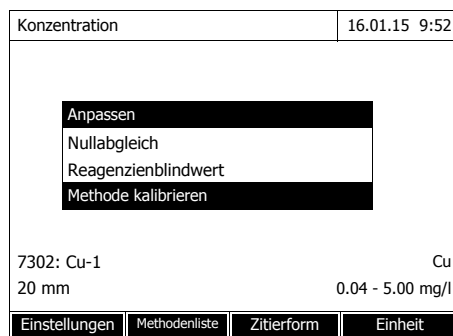 Konzentration 16.01.15 9:52
Anpassen
Nullabgleich
Reagenzienblindwert
Methode kalibrieren
7302: Cu-1 Cu
20 mm 0.04 - 5.00 mg/l
Einstellungen Methodenliste Zitierform Einheit